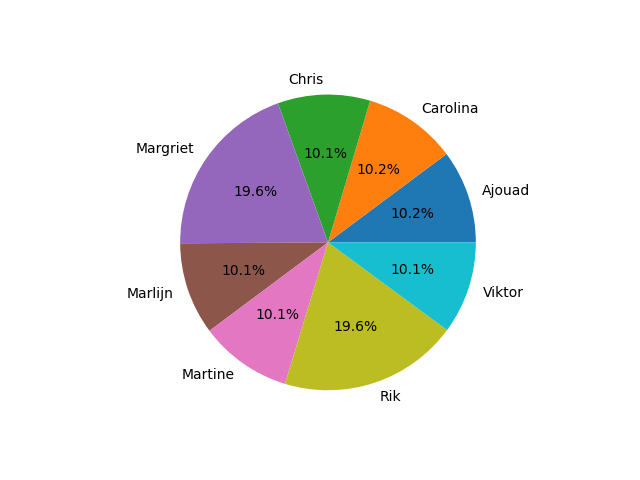 Chris
Carolina
Margriet
10.1%
10.2%
Ajouad
19.6%
10.2%
10.1%
10.1%
Marlijn
Viktor
10.1%
19.6%
Martine
Rik